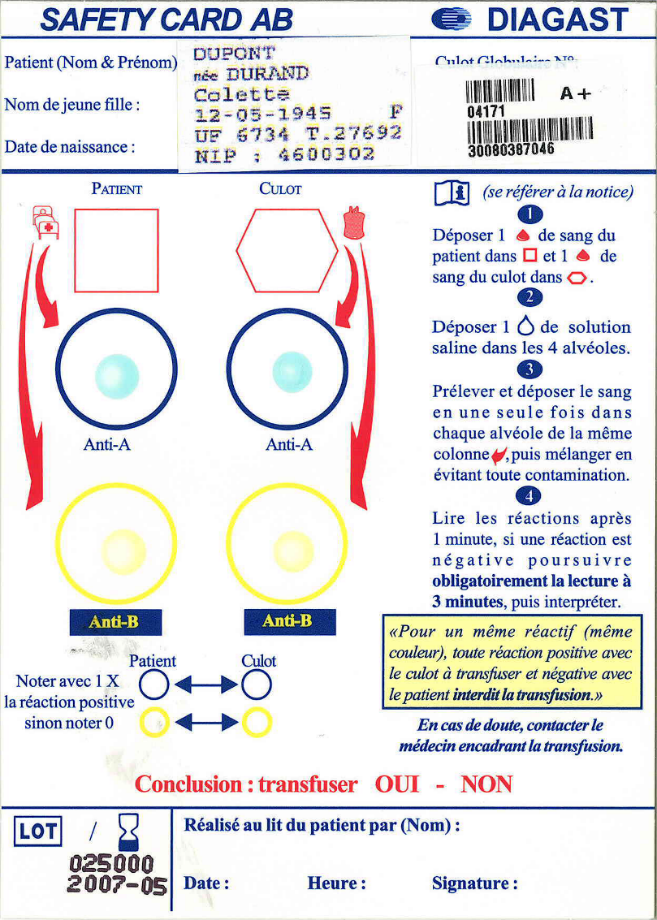 SAFETY CARD AB
DIAGAST
Patient (Nom & Prénom)
Nom de jeune fille :
Date de naissance :
DUPONT
née DURAND
Colette
12-05-1945 F
UF 6734 T.27692
NIP : 4600302
Culot Globulaire N°:
A+
04171
30080387046
PATIENT
CULOT
Anti-A
Anti-A
Anti-B
Anti-B
Patient
Culot
Noter avec 1 X
la réaction positive
sinon noter 0
(se référer à la notice)
1
Déposer 1 de sang du
patient dans et 1 de
sang du culot dans .
2
Déposer 1 de solution
saline dans les 4 alvéoles.
3
Prélever et déposer le sang
en une seule fois dans
chaque alvéole de la même
colonne , puis mélanger en
évitant toute contamination.
4
Lire les réactions après
1 minute, si une réaction est
négative poursuivre
obligatoirement la lecture à
3 minutes, puis interpréter.
«Pour un même réactif (même
couleur), toute réaction positive avec
le culot à transfuser et négative avec
le patient interdit la transfusion.»
En cas de doute, contacter le
médecin encadrant la transfusion.
Conclusion : transfuser OUI - NON
LOT /
025000
2007-05
Réalisé au lit du patient par (Nom) :
Date : Heure : Signature :